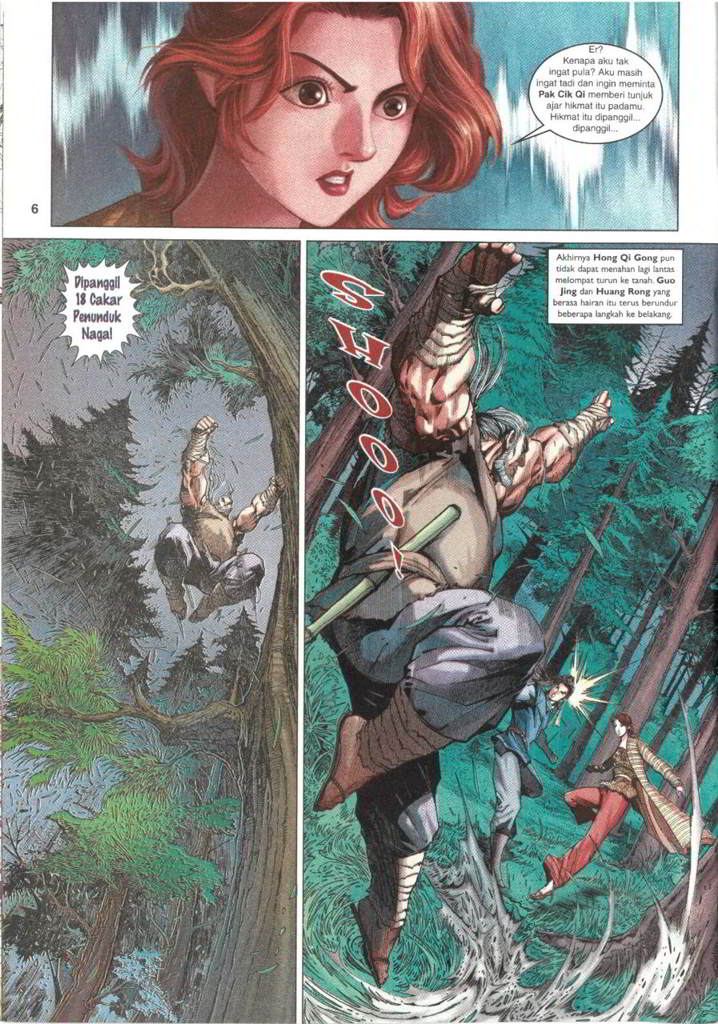 Er?
Kenapa aku tak
ingat pula? Aku masih
ingat tadi dan ingin meminta
Pak Cik Qi memberi tunjuk
ajar hikmat itu padamu.
Hikmat itu dipanggil...
dipanggil...
6
Dipanggil
18 Cakar
Penunduk
Naga!
Akhirnya Hong Qi Gong pun
tidak dapat menahan lagi lantas
melompat turun ke tanah. Guo
Jing dan Huang Rong yang
berasa hairan itu terus berundur
beberapa langkah ke belakang.
SHOOOO!